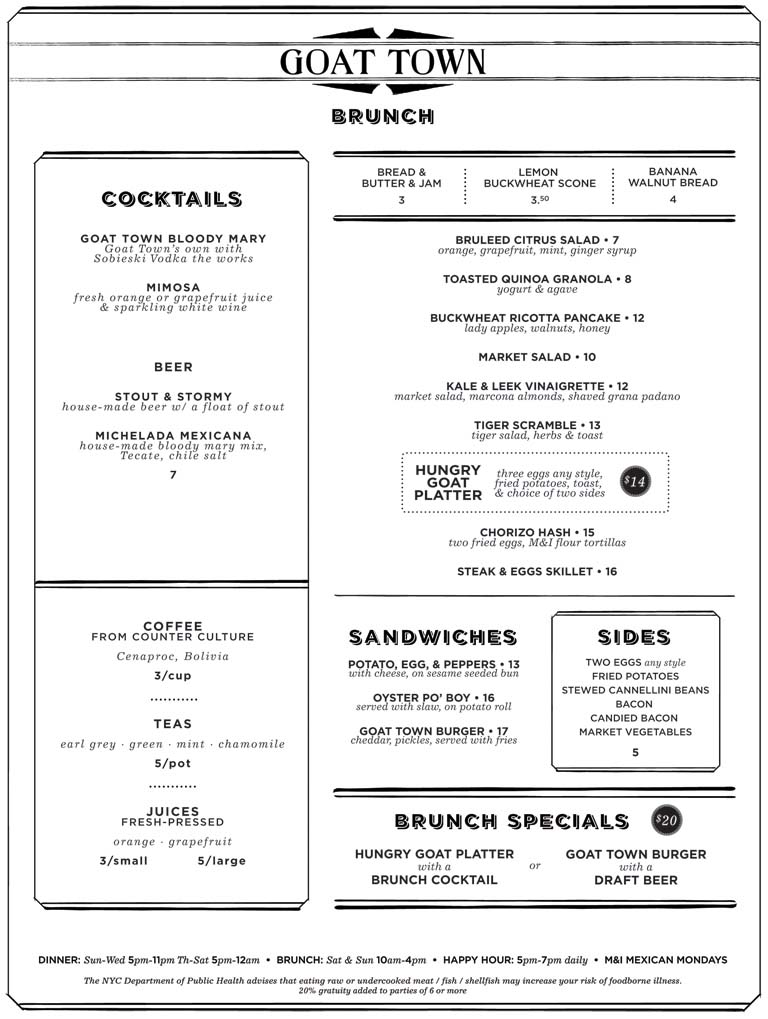 GOAT TOWN
BRUNCH
COCKTAILS
GOAT TOWN BLOODY MARY
Goat Town's own with
Sobieski Vodka the works
MIMOSA
fresh orange or grapefruit juice
& sparkling white wine
BEER
STOUT & STORMY
house-made beer w/ a float of stout
MICHELADA MEXICANA
house-made bloody mary mix,
Tecate, chile salt
7
COFFEE
FROM COUNTER CULTURE
Cenaproc, Bolivia
3/cup
TEAS
earl grey · green · mint · chamomile
5/pot
JUICES
FRESH-PRESSED
orange · grapefruit
3/small 5/large
BREAD &
BUTTER & JAM
3
LEMON
BUCKWHEAT SCONE
3.50
BANANA
WALNUT BREAD
4
BRULEED CITRUS SALAD • 7
orange, grapefruit, mint, ginger syrup
TOASTED QUINOA GRANOLA • 8
yogurt & agave
BUCKWHEAT RICOTTA PANCAKE • 12
lady apples, walnuts, honey
MARKET SALAD • 10
KALE & LEEK VINAIGRETTE • 12
market salad, marcona almonds, shaved grana padano
TIGER SCRAMBLE • 13
tiger salad, herbs & toast
HUNGRY
GOAT
PLATTER
three eggs any style,
fried potatoes, toast,
& choice of two sides
$14
CHORIZO HASH • 15
two fried eggs, M&I flour tortillas
STEAK & EGGS SKILLET • 16
SANDWICHES
POTATO, EGG, & PEPPERS • 13
with cheese, on sesame seeded bun
OYSTER PO' BOY • 16
served with slaw, on potato roll
GOAT TOWN BURGER • 17
cheddar, pickles, served with fries
SIDES
TWO EGGS any style
FRIED POTATOES
STEWED CANNELLINI BEANS
BACON
CANDIED BACON
MARKET VEGETABLES
5
BRUNCH SPECIALS $20
HUNGRY GOAT PLATTER
with a
BRUNCH COCKTAIL
or
GOAT TOWN BURGER
with a
DRAFT BEER
DINNER: Sun-Wed 5pm-11pm Th-Sat 5pm-12am • BRUNCH: Sat & Sun 10am-4pm • HAPPY HOUR: 5pm-7pm daily • M&I MEXICAN MONDAYS
The NYC Department of Public Health advises that eating raw or undercooked meat / fish / shellfish may increase your risk of foodborne illness.
20% gratuity added to parties of 6 or more